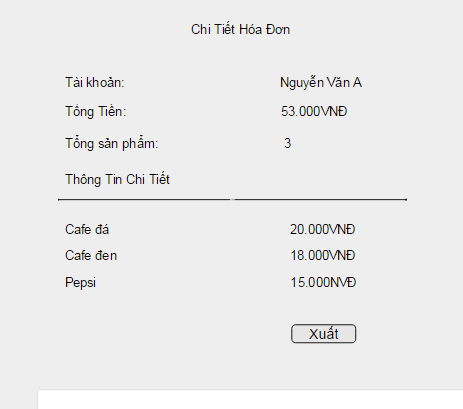 Chi Tiết Hóa Đơn
Tài khoản: Nguyễn Văn A
Tổng Tiền: 53.000VNĐ
Tổng sản phẩm: 3
Thông Tin Chi Tiết
Cafe đá 20.000VNĐ
Cafe đen 18.000VNĐ
Pepsi 15.000NVĐ
Xuất